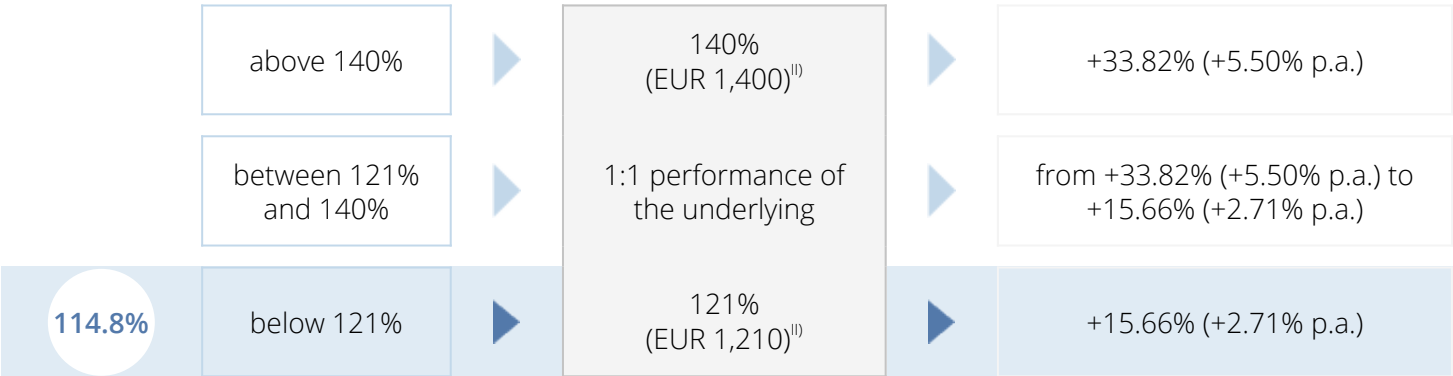 above 140%
140%
(EUR 1,400)II)
+33.82% (+5.50% p.a.)
between 121%
and 140%
1:1 performance of
the underlying
from +33.82% (+5.50% p.a.) to
+15.66% (+2.71% p.a.)
114.8%
below 121%
121%
(EUR 1,210)II)
+15.66% (+2.71% p.a.)